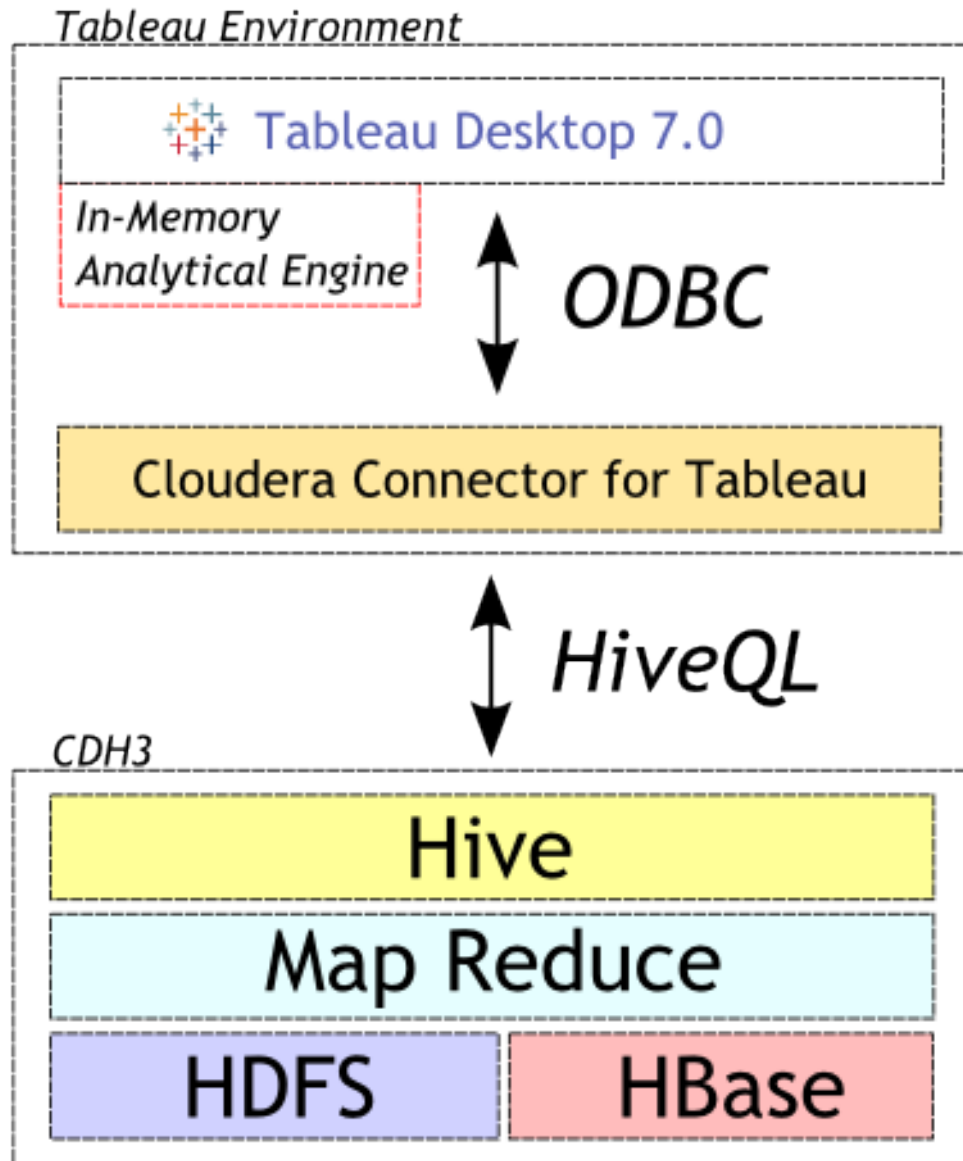 Tableau Environment
Tableau Desktop 7.0
In-Memory
Analytical Engine
ODBC
Cloudera Connector for Tableau
HiveQL
CDH3
Hive
Map Reduce
HDFS
HBase